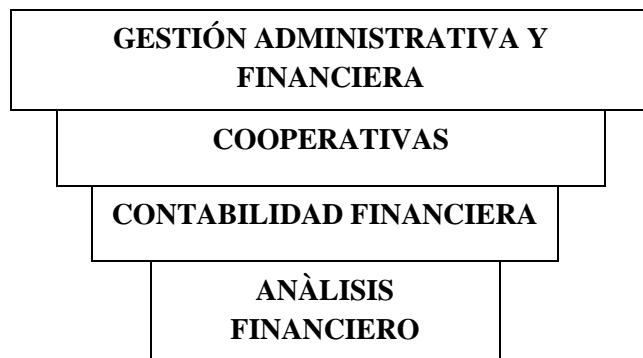 GESTIÓN ADMINISTRATIVA Y
FINANCIERA
COOPERATIVAS
CONTABILIDAD FINANCIERA
ANÀLISIS
FINANCIERO